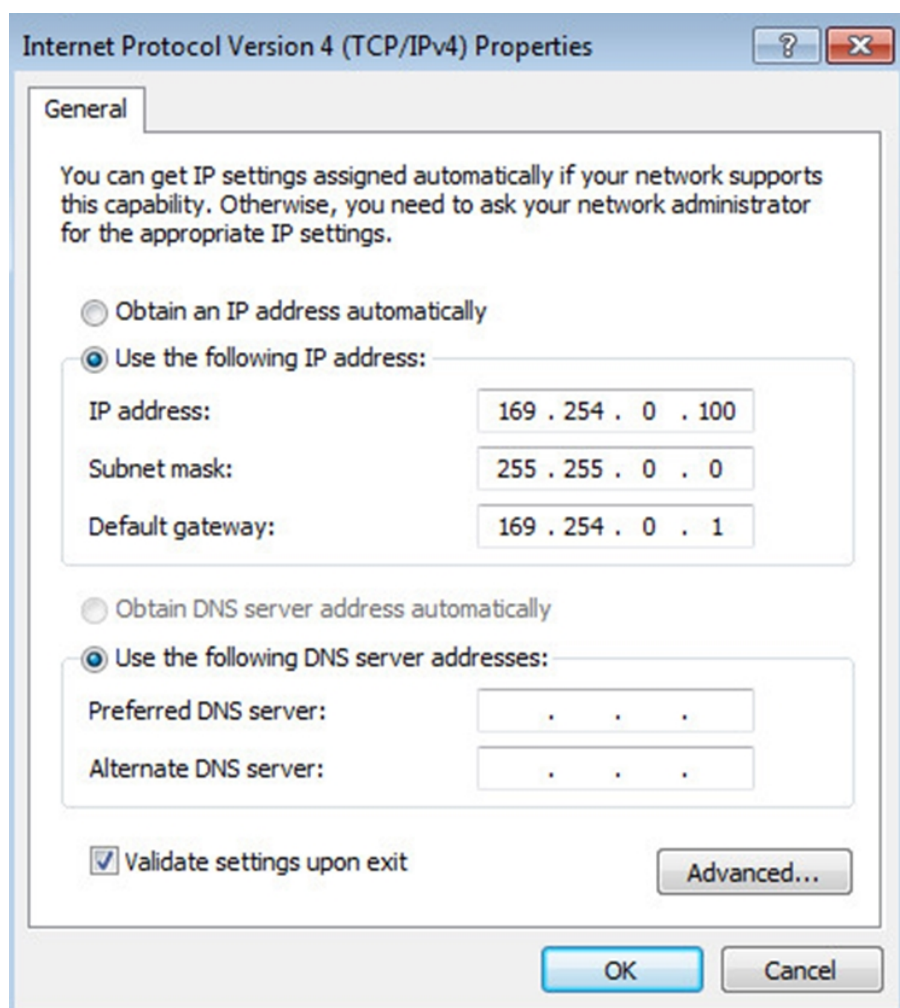 Internet Protocol Version 4 (TCP/IPv4) Properties
General
You can get IP settings assigned automatically if your network supports
this capability. Otherwise, you need to ask your network administrator
for the appropriate IP settings.
Obtain an IP address automatically
Use the following IP address:
IP address: 169 . 254 . 0 . 100
Subnet mask: 255 . 255 . 0 . 0
Default gateway: 169 . 254 . 0 . 1
Obtain DNS server address automatically
Use the following DNS server addresses:
Preferred DNS server: . . .
Alternate DNS server: . . .
Validate settings upon exit
Advanced...
OK Cancel